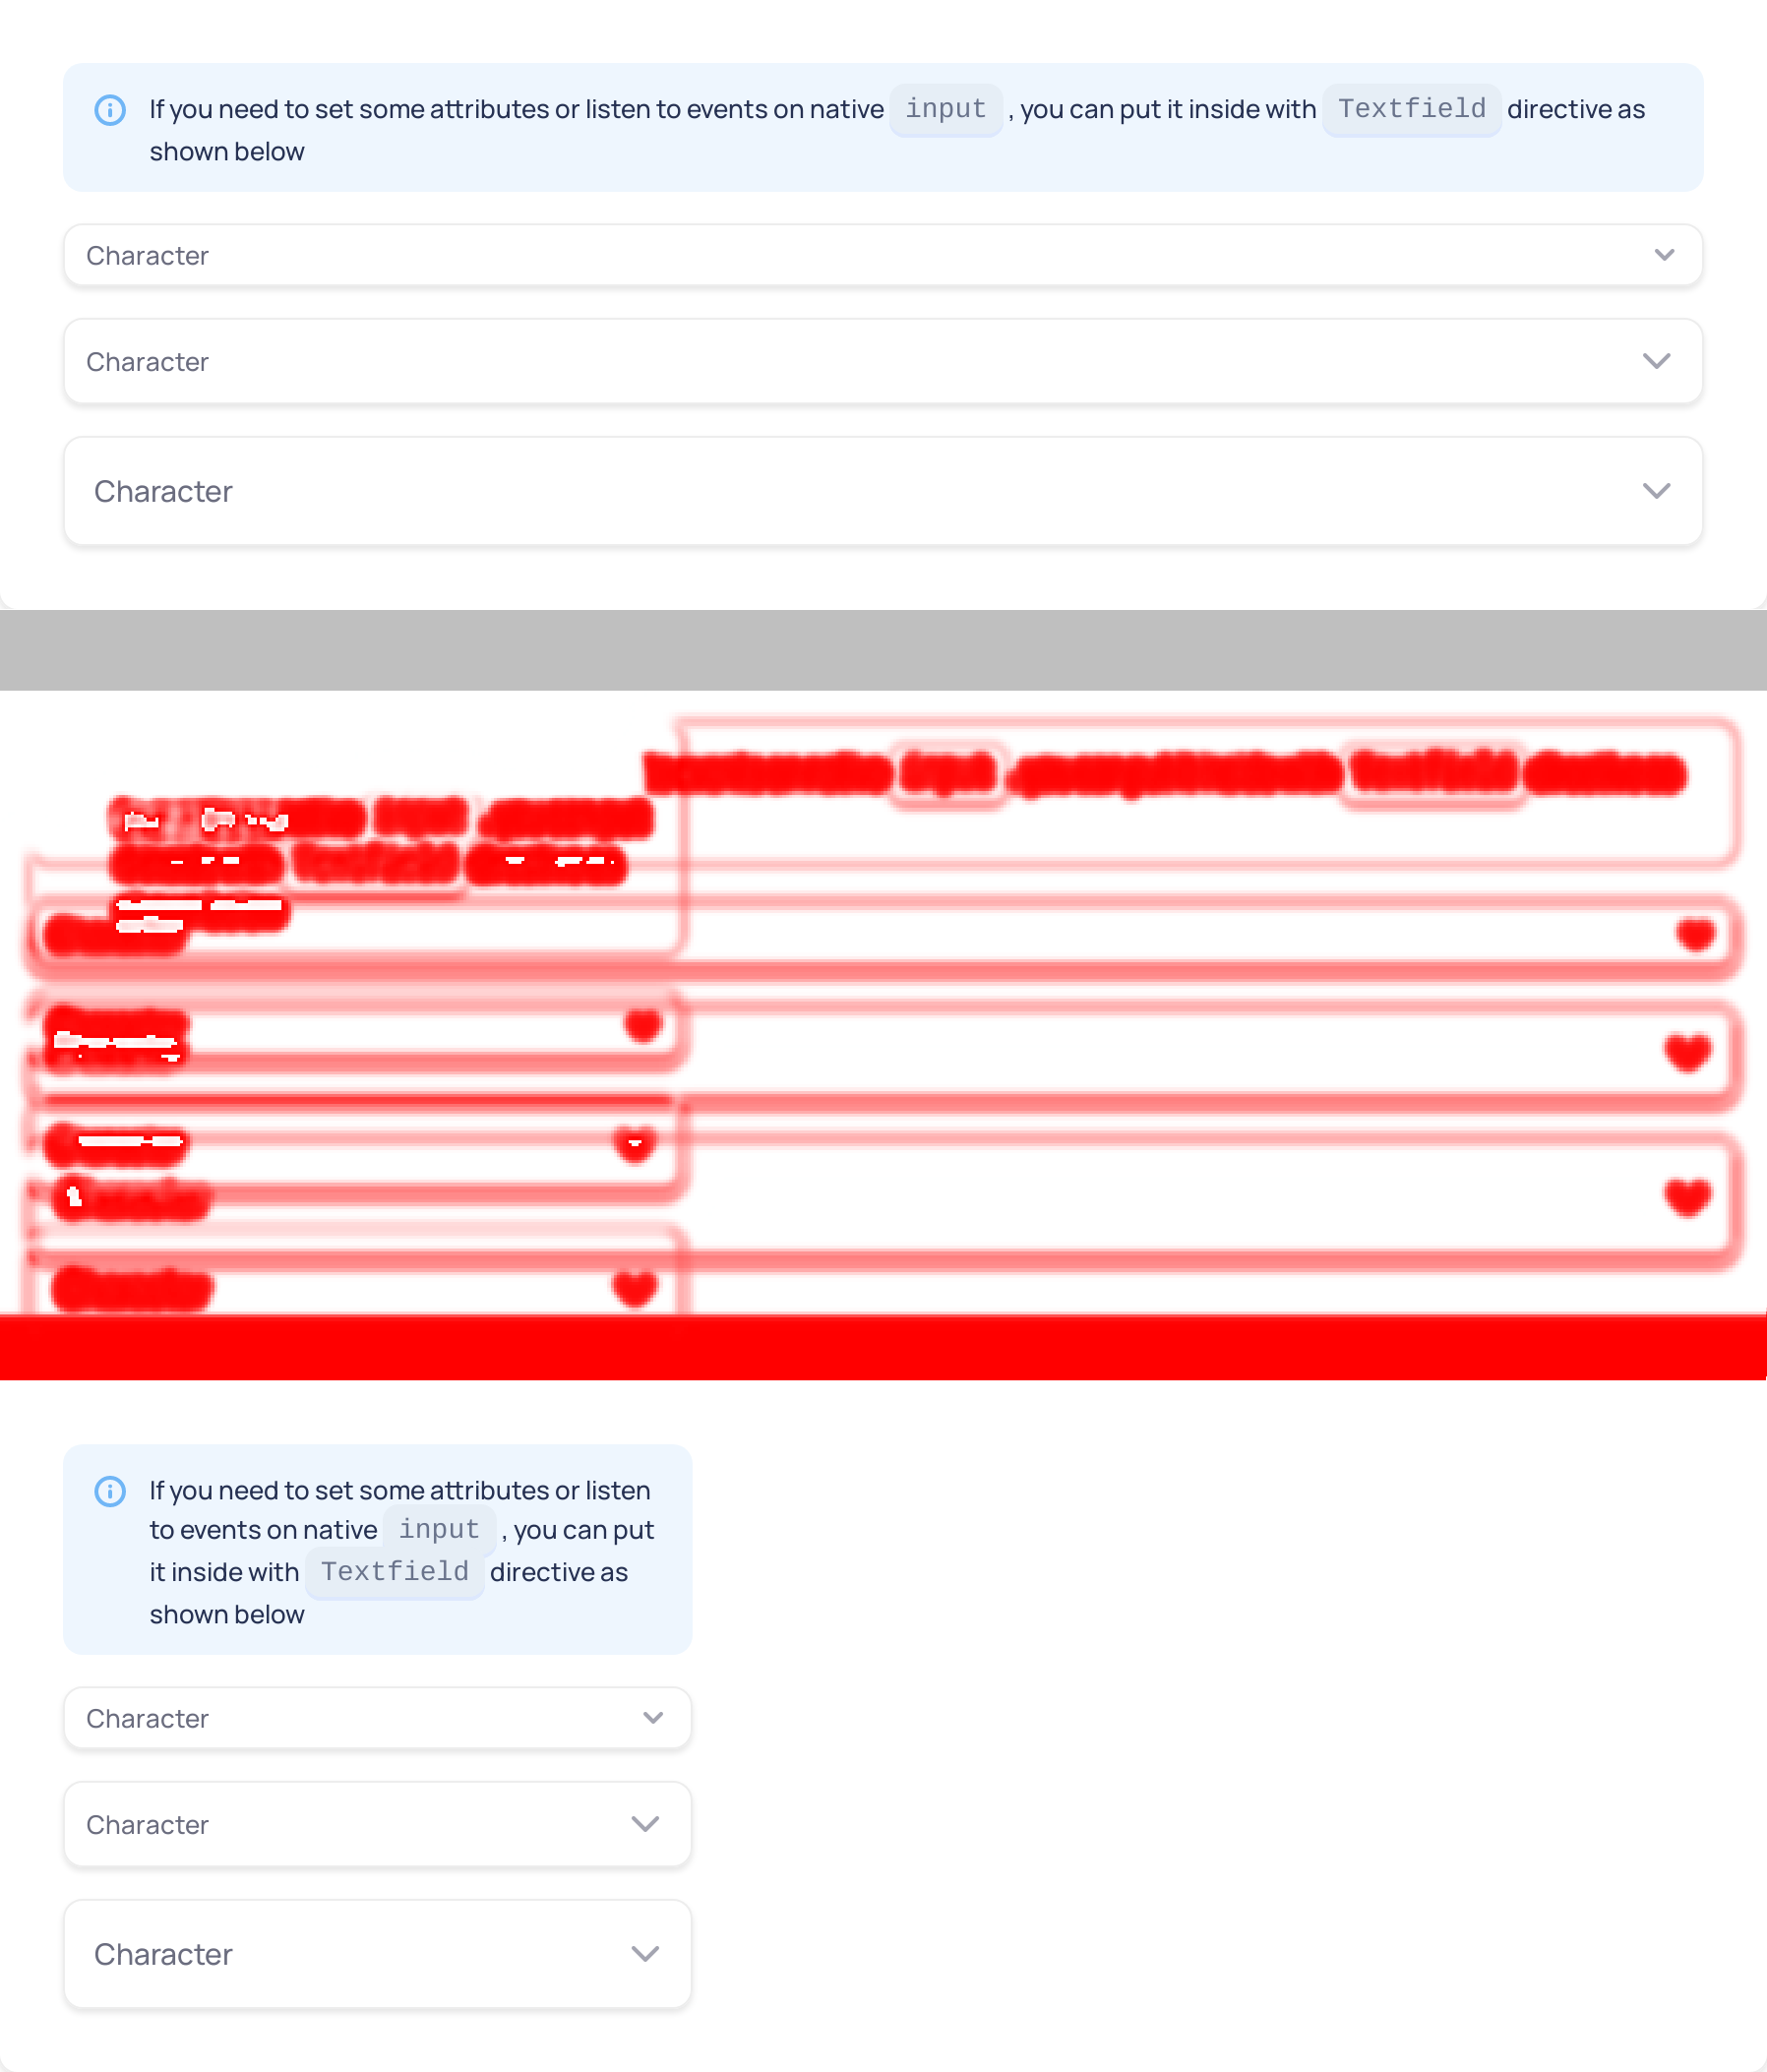 If you need to set some attributes or listen to events on native input , you can put it inside with Textfield directive as
shown below
Character
Character
Character
If you need to set some attributes or listen
to events on native input , you can put
it inside with Textfield directive as
shown below
Character
Character
Character